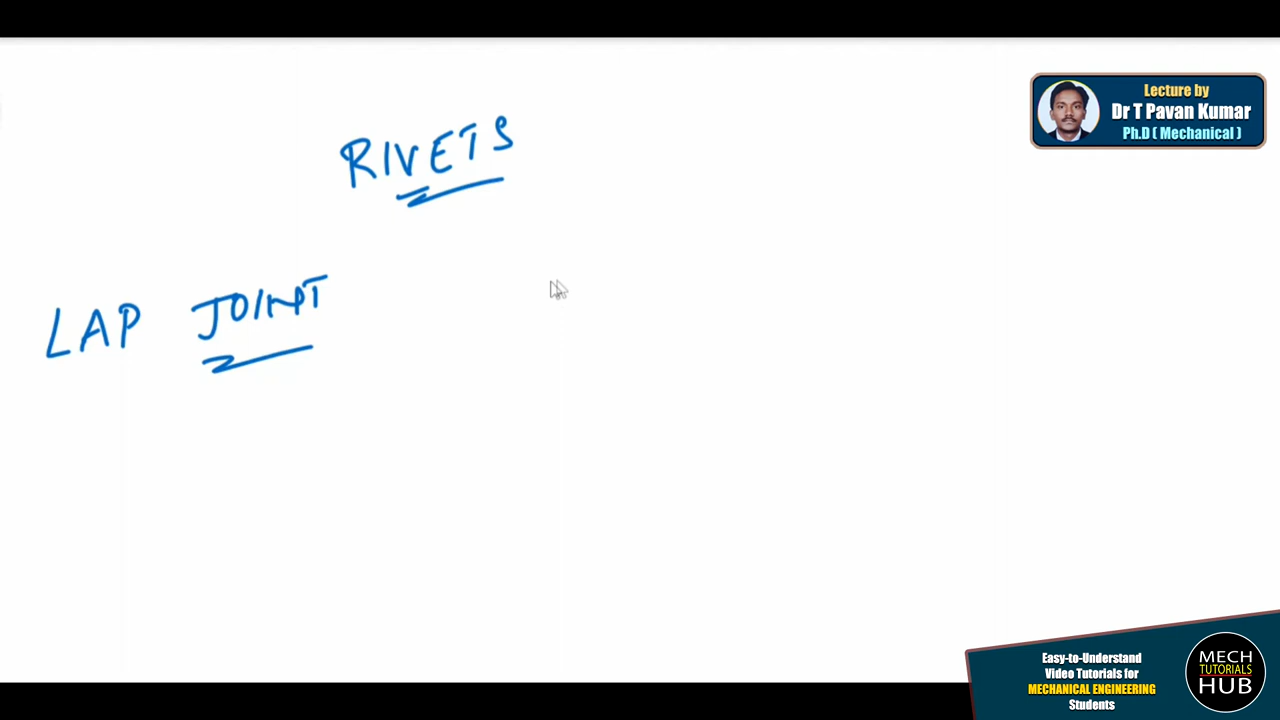 Lecture by
Dr T Pavan Kumar
Ph.D ( Mechanical )
RIVETS
LAP JOINT
Easy-to-Understand
Video Tutorials for
MECHANICAL ENGINEERING
Students
MECH
TUTORIALS
HUB